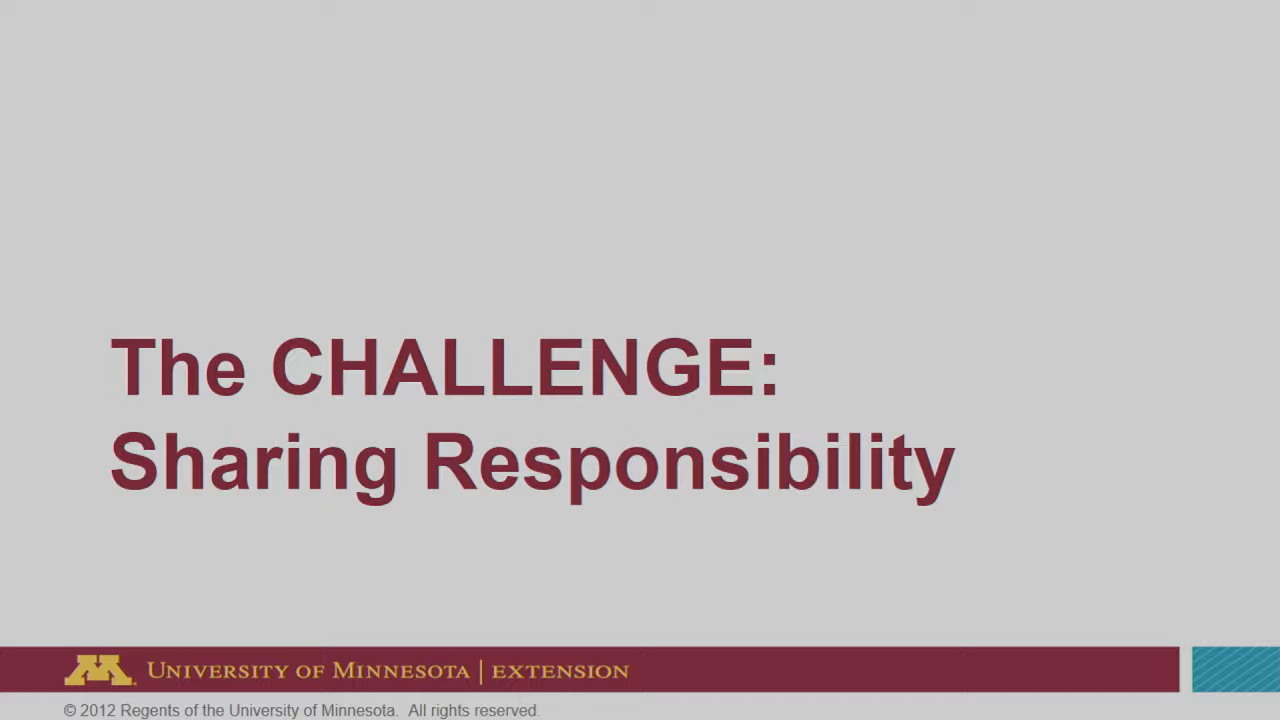 The CHALLENGE:
Sharing Responsibility
M
UNIVERSITY OF MINNESOTA | EXTENSION
© 2012 Regents of the University of Minnesota. All rights reserved.